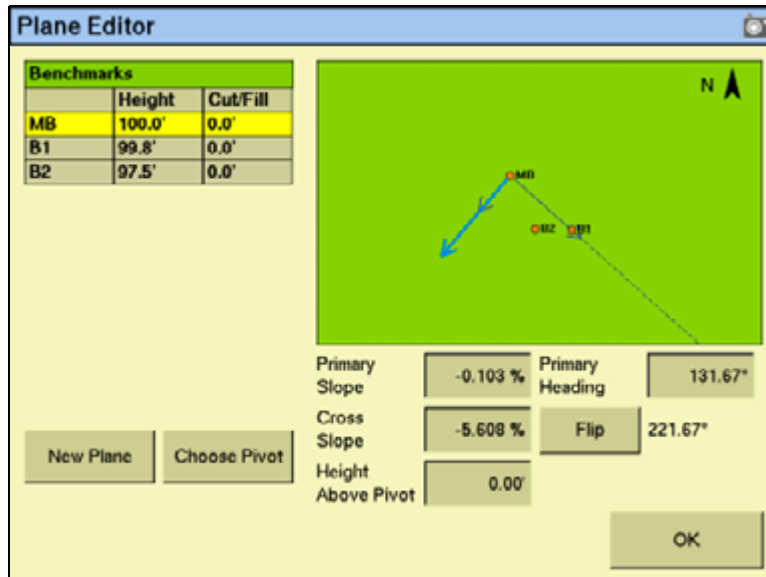 Plane Editor
Benchmarks
Height Cut/Fill
MB 100.0' 0.0'
B1 99.8' 0.0'
B2 97.5' 0.0'
N
MB
B2 B1
Primary Slope -0.103 % Primary Heading 131.67°
Cross Slope -5.608 % Flip 221.67°
Height Above Pivot 0.00'
New Plane Choose Pivot
OK